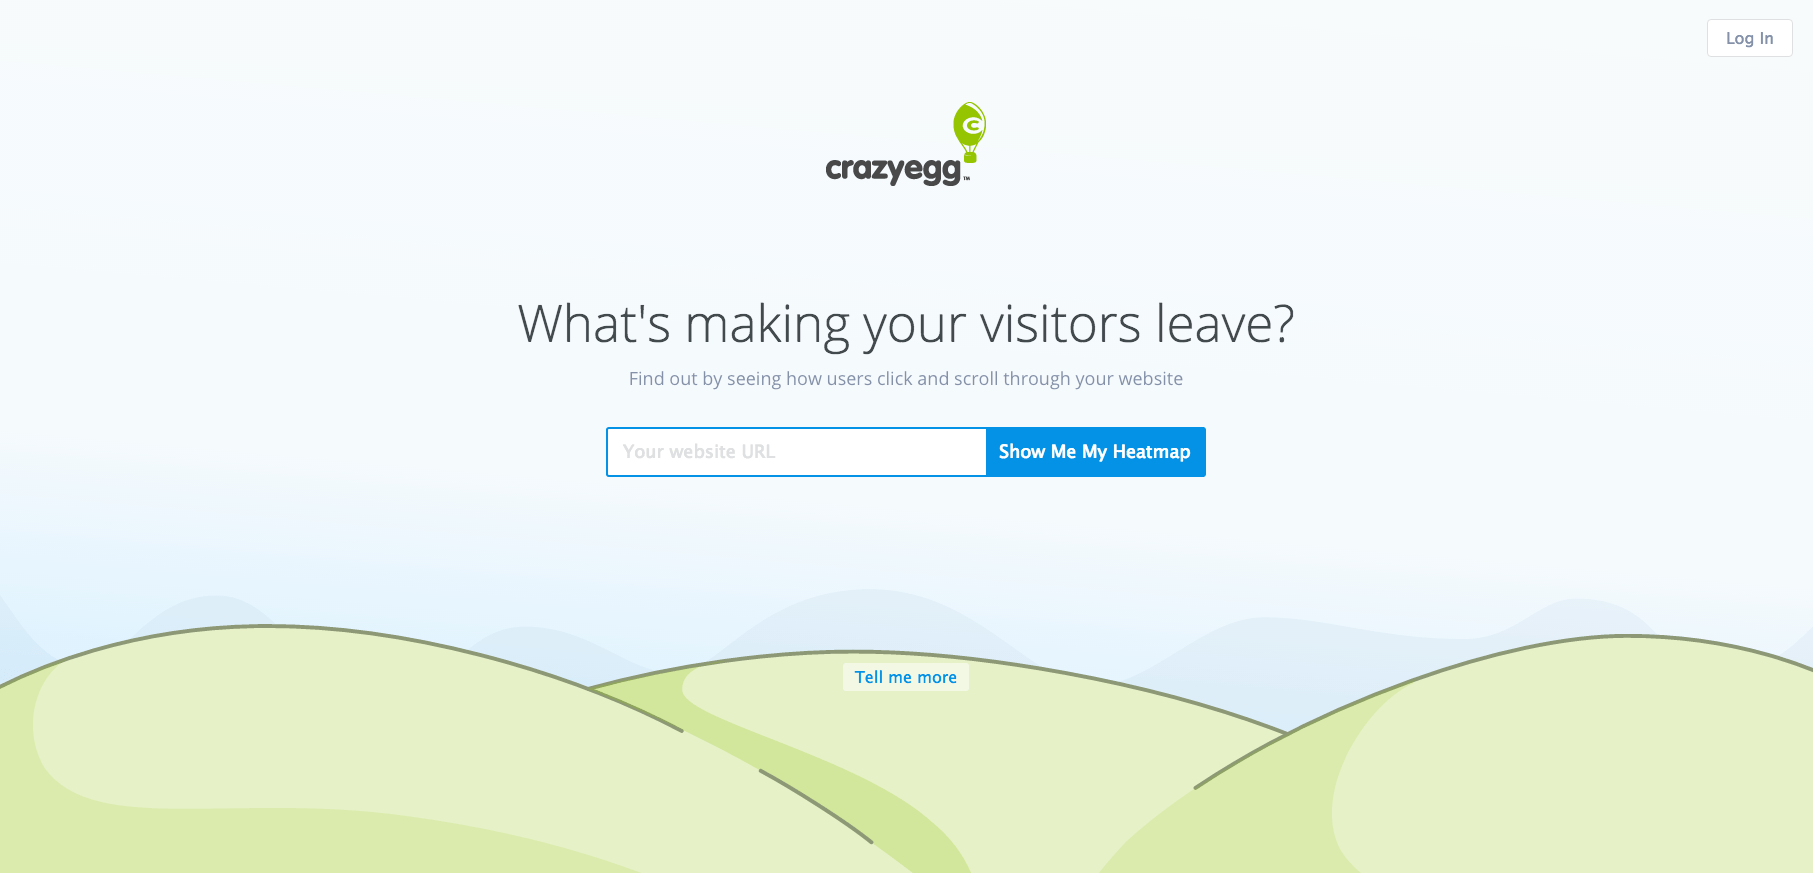 Log In
crazyegg™
What's making your visitors leave?
Find out by seeing how users click and scroll through your website
Your website URL
Show Me My Heatmap
Tell me more